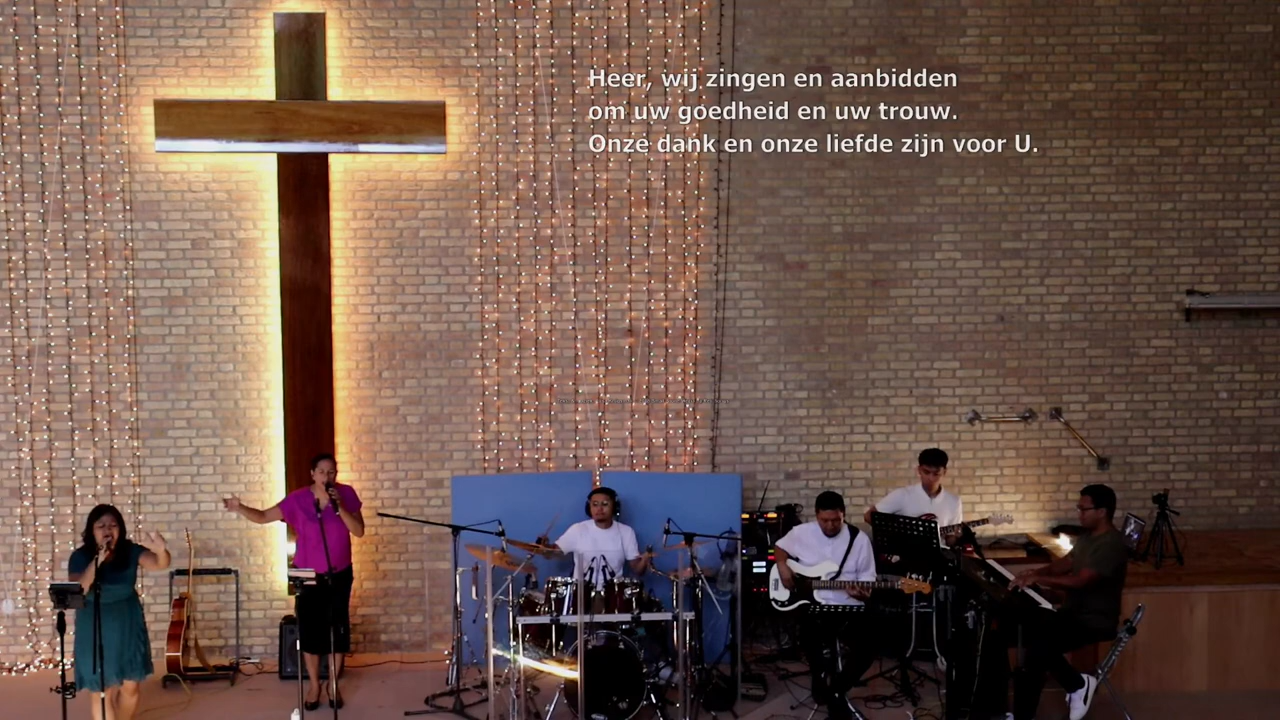 Heer, wij zingen en aanbidden
om uw goedheid en uw trouw.
Onze dank en onze liefde zijn voor U.